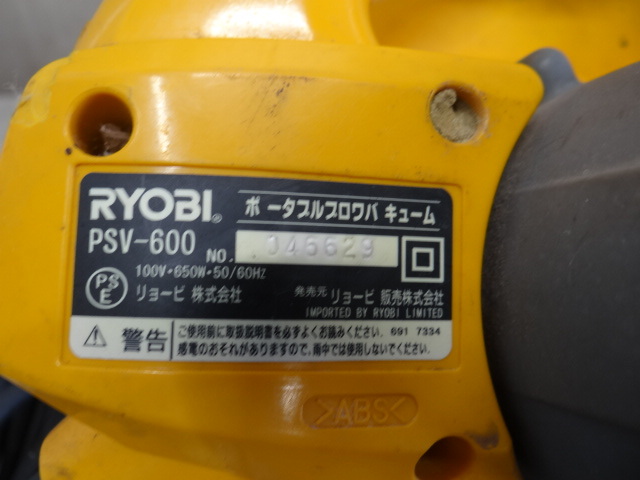 RYOBI®
ポータブルブロワバキューム
PSV-600
NO. 045629
100V・650W・50/60Hz
PSE
リョービ 株式会社
発売元 リョービ 販売株式会社
IMPORTED BY RYOBI LIMITED
警告
ご使用前に取扱説明書を必ずよくお読みください。 691 7334
感電のおそれがありますので、雨中では使用しないでください。
>ABS<